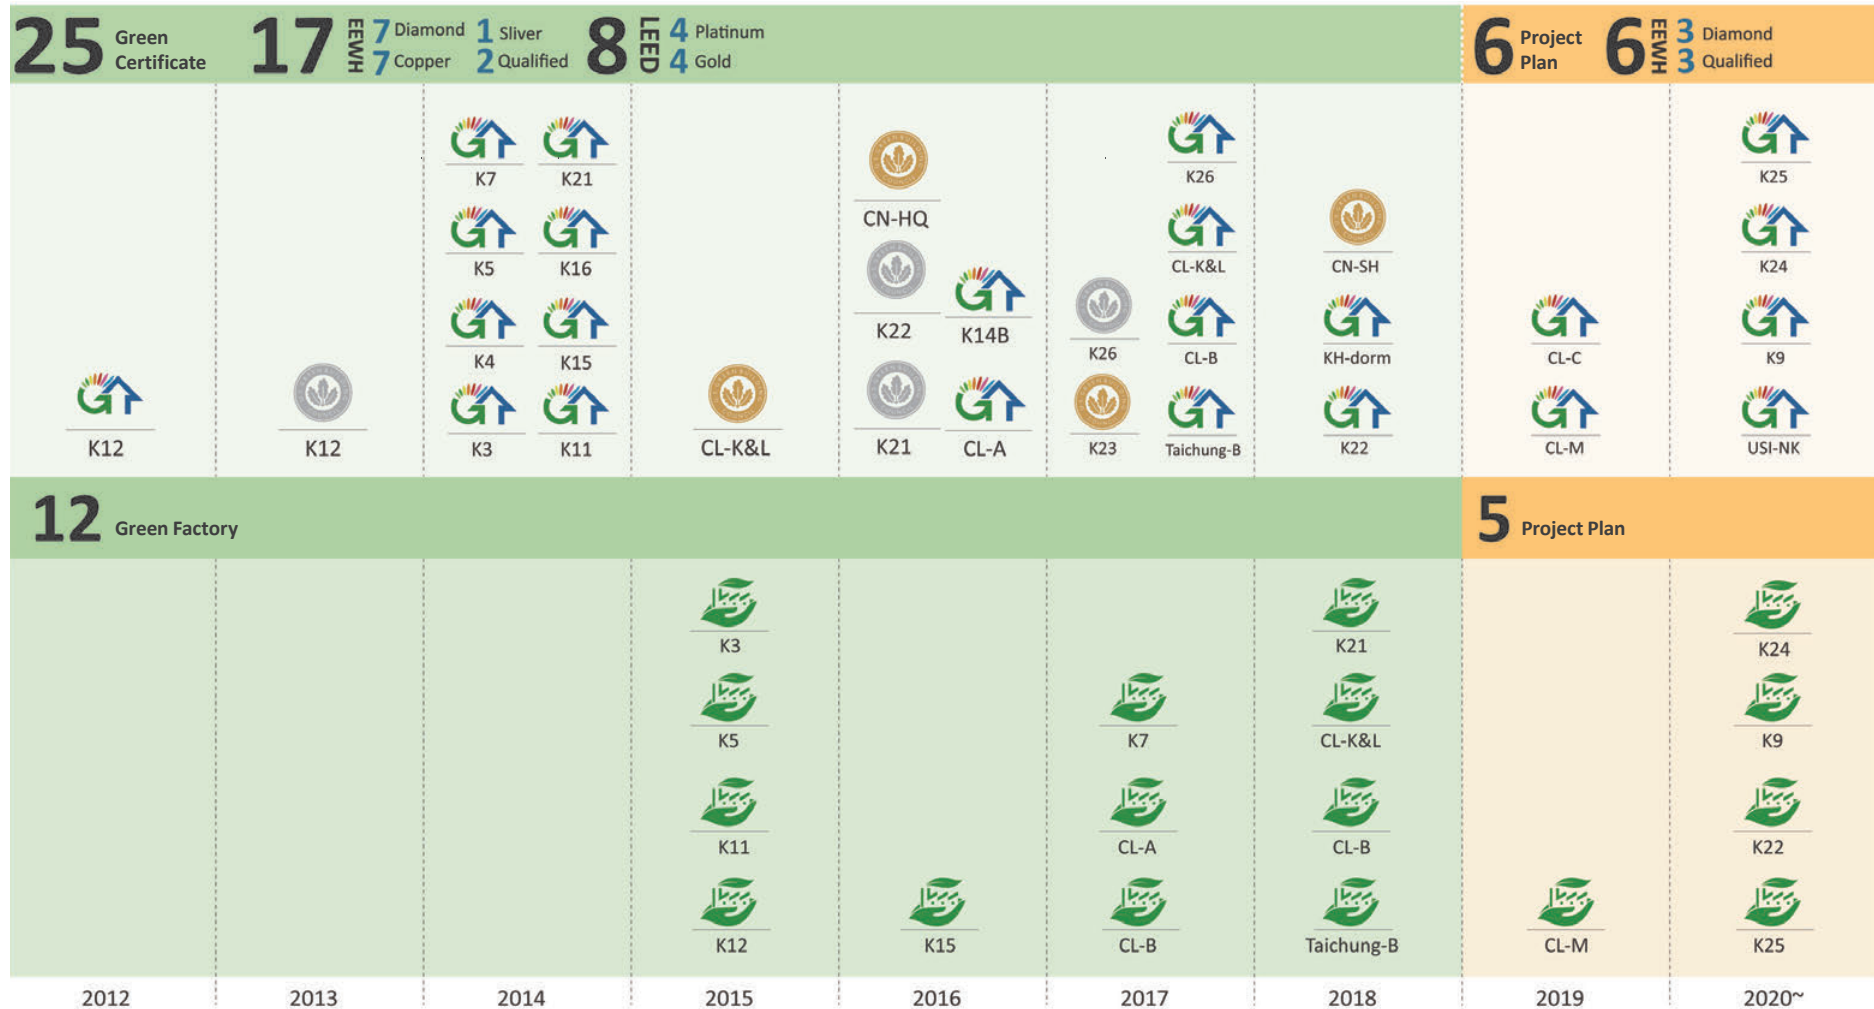 25 Green Certificate 17 EEWH 7 Diamond 1 Sliver 7 Copper 2 Qualified 8 LEED 4 Platinum 4 Gold
6 Project Plan 6 EEWH 3 Diamond 3 Qualified
K12
K12
K7 K21
K5 K16
K4 K15
K3 K11
CL-K&L
CN-HQ
K22 K14B
K21 CL-A
K26
CL-K&L
K26 CL-B
K23 Taichung-B
CN-SH
KH-dorm
K22
CL-C
CL-M
K25
K24
K9
USI-NK
12 Green Factory
5 Project Plan
K3
K5
K11
K12
K15
K7
CL-A
CL-B
K21
CL-K&L
CL-B
Taichung-B
CL-M
K24
K9
K22
K25
2012 2013 2014 2015 2016 2017 2018 2019 2020~